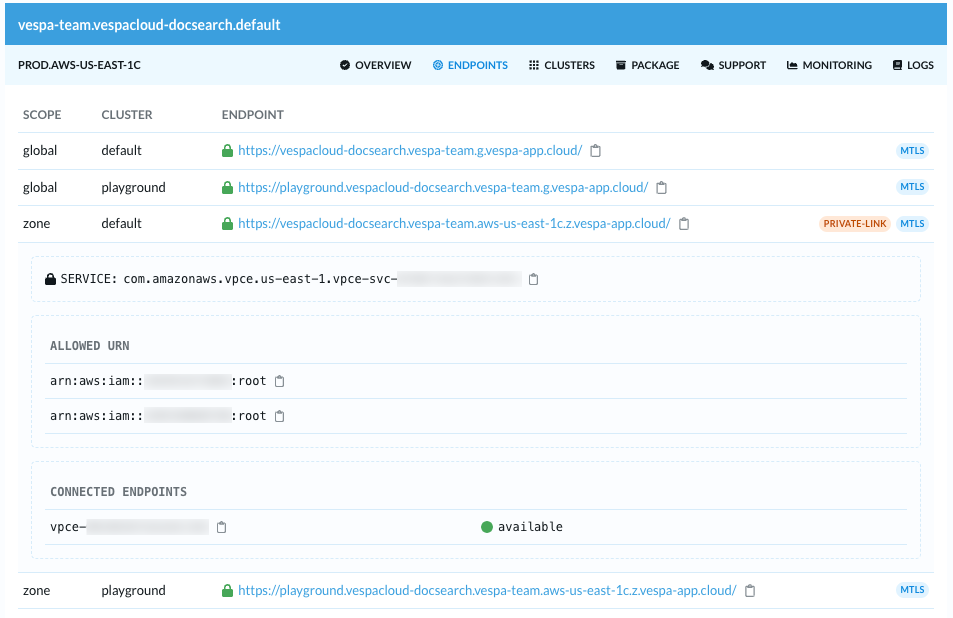 vespa-team.vespacloud-docsearch.default
PROD.AWS-US-EAST-1C OVERVIEW ENDPOINTS CLUSTERS PACKAGE SUPPORT MONITORING LOGS
SCOPE CLUSTER ENDPOINT
global default https://vespacloud-docsearch.vespa-team.g.vespa-app.cloud/ MTLS
global playground https://playground.vespacloud-docsearch.vespa-team.g.vespa-app.cloud/ MTLS
zone default https://vespacloud-docsearch.vespa-team.aws-us-east-1c.z.vespa-app.cloud/ PRIVATE-LINK MTLS
SERVICE: com.amazonaws.vpce.us-east-1.vpce-svc-
ALLOWED URN
arn:aws:iam:: :root
arn:aws:iam:: :root
CONNECTED ENDPOINTS
vpce- available
zone playground https://playground.vespacloud-docsearch.vespa-team.aws-us-east-1c.z.vespa-app.cloud/ MTLS